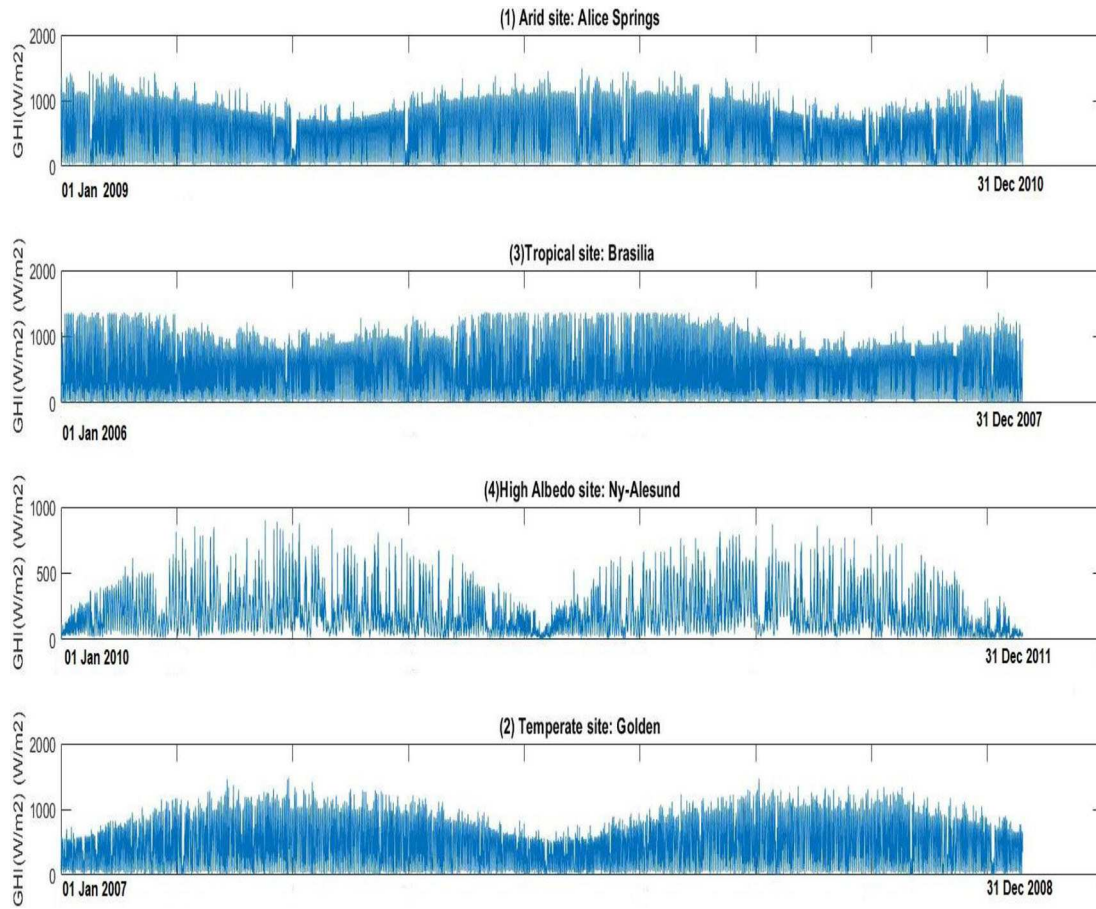 (1) Arid site: Alice Springs
GHI(W/m2)
2000
1000
0
01 Jan 2009
31 Dec 2010
(3)Tropical site: Brasilia
GHI(W/m2) (W/m2)
2000
1000
0
01 Jan 2006
31 Dec 2007
(4)High Albedo site: Ny-Alesund
GHI(W/m2) (W/m2)
1000
500
0
01 Jan 2010
31 Dec 2011
(2) Temperate site: Golden
GHI(W/m2) (W/m2)
2000
1000
0
01 Jan 2007
31 Dec 2008